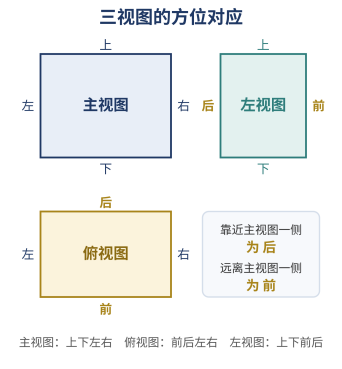 三视图的方位对应
上
上
左
主视图
右
后
左视图
前
下
下
后
左
俯视图
右
前
靠近主视图一侧
为 后
远离主视图一侧
为 前
主视图：上下左右 俯视图：前后左右 左视图：上下前后